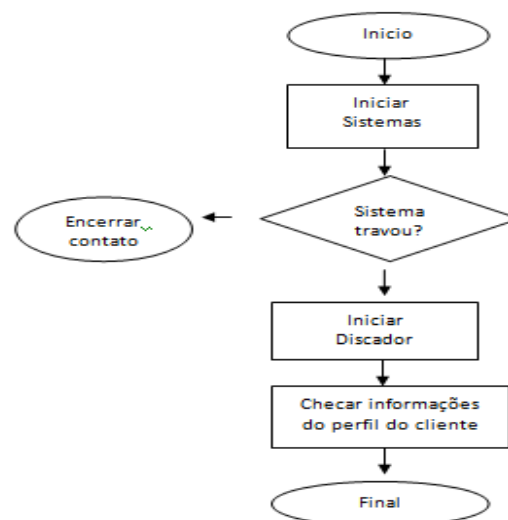 Inicio
Iniciar
Sistemas
Sistema
travou?
Encerrar
contato
Iniciar
Discador
Checar informações
do perfil do cliente
Final